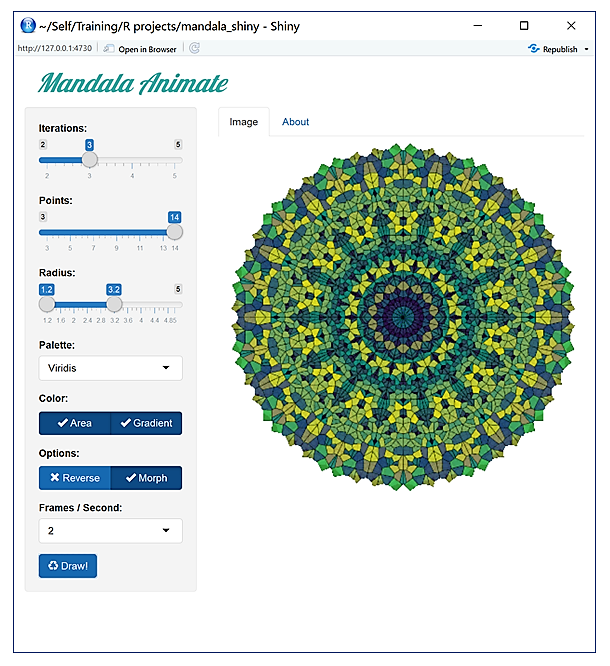 ~/Self/Training/R projects/mandala_shiny - Shiny
http://127.0.0.1:4730 Open in Browser Republish
Mandala Animate
Image About
Iterations:
2 3 5
2 3 4 5
Points:
3 14
3 5 7 9 11 13 14
Radius:
1.2 3.2 5
1.2 1.6 2 2.4 2.8 3.2 3.6 4 4.4 4.85
Palette:
Viridis
Color:
Area Gradient
Options:
Reverse Morph
Frames / Second:
2
Draw!